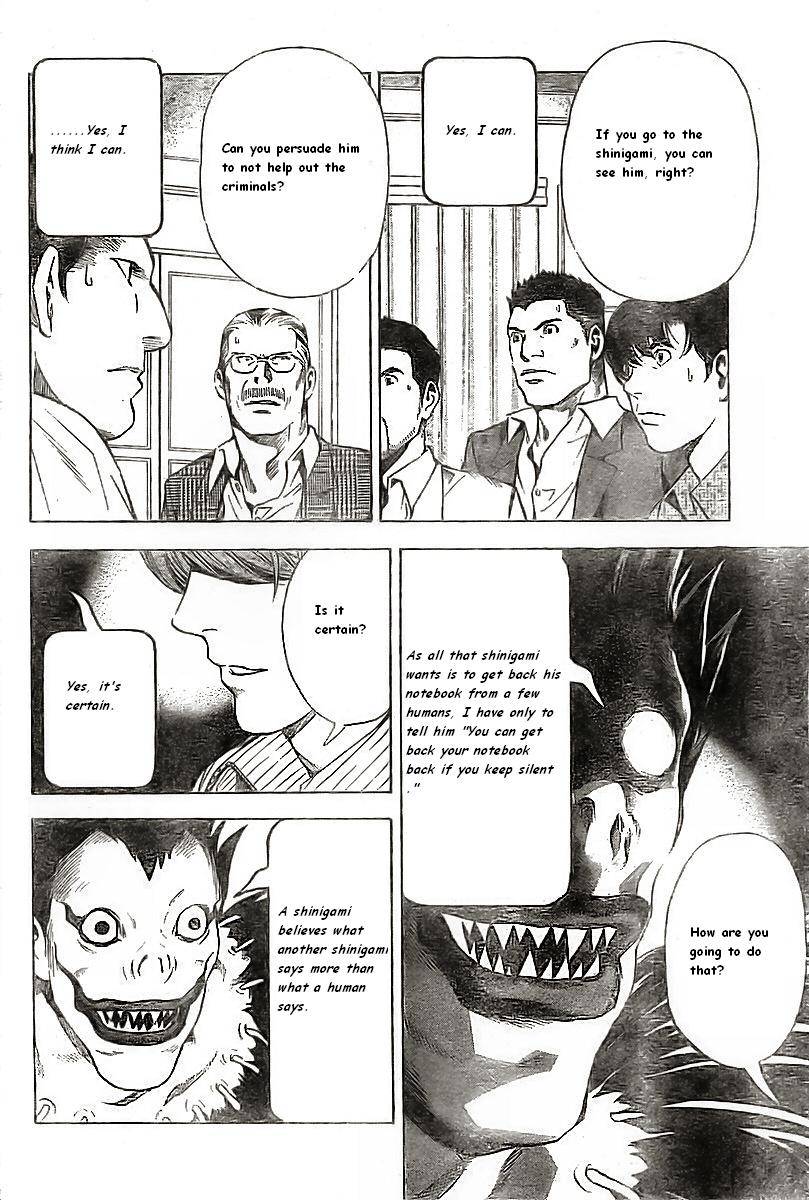 If you go to the
shinigami, you can
see him, right?
Yes, I can.
Can you persuade him
to not help out the
criminals?
......Yes, I
think I can.
How are you
going to do
that?
As all that shinigami
wants is to get back his
notebook from a few
humans, I have only to
tell him "You can get
back your notebook
back if you keep silent
."
Is it
certain?
Yes, it's
certain.
A shinigami
believes what
another shinigami
says more than
what a human
says.